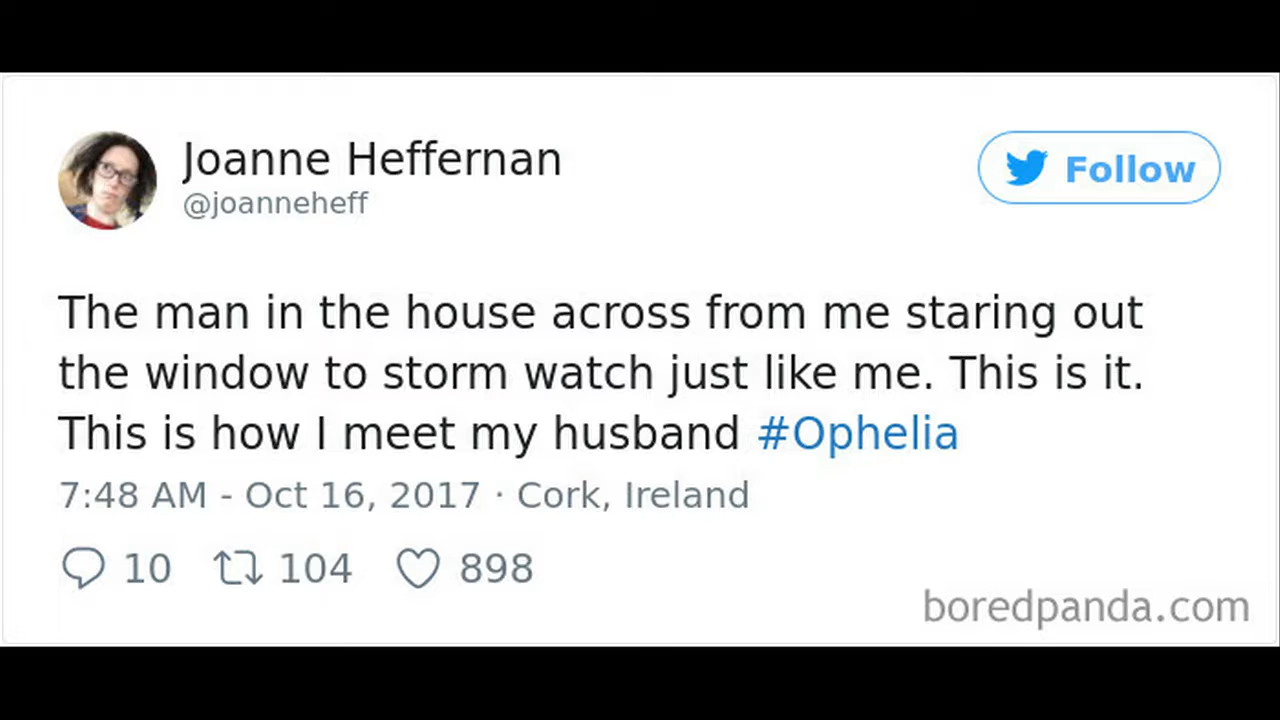 Joanne Heffernan
@joanneheff
Follow
The man in the house across from me staring out
the window to storm watch just like me. This is it.
This is how I meet my husband #Ophelia
7:48 AM - Oct 16, 2017 · Cork, Ireland
10 104 898
boredpanda.com